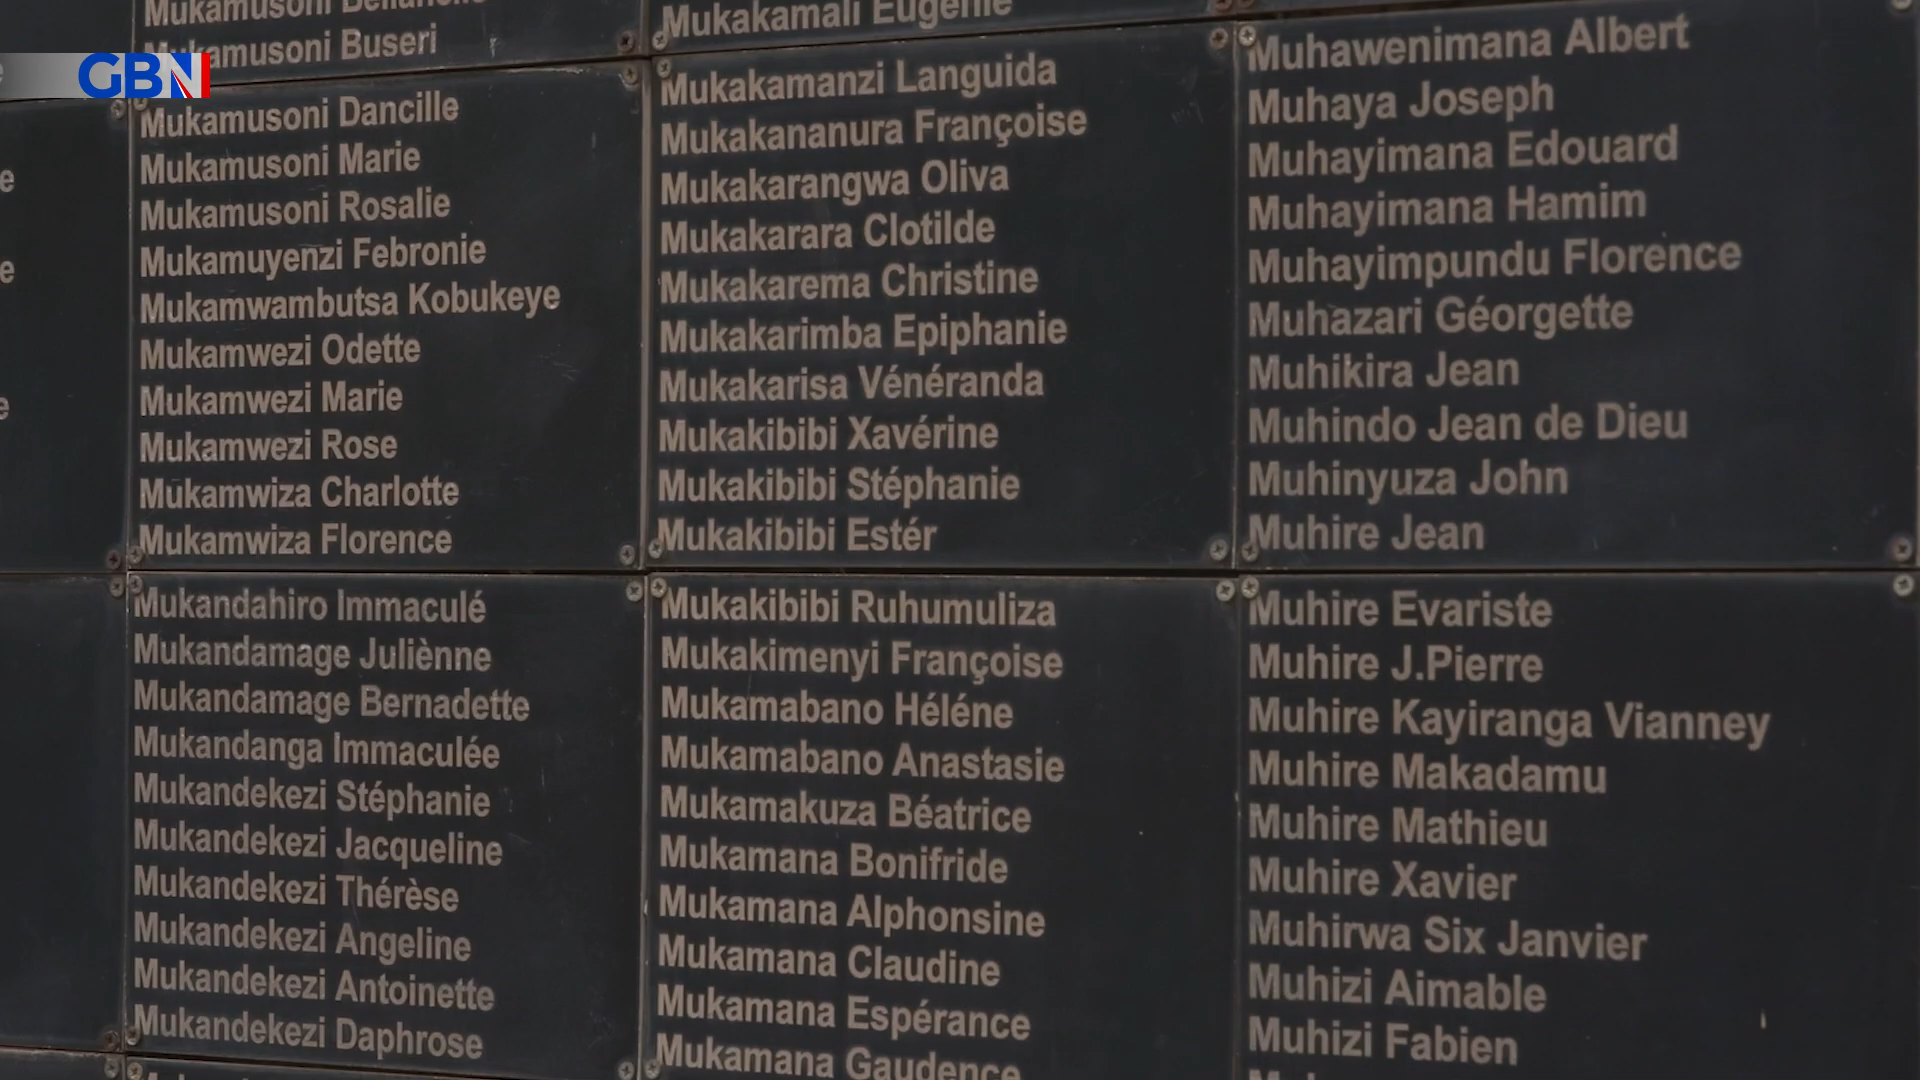 GBN
Mukamusoni
Mukamusoni Buseri
Mukamusoni Dancille
Mukamusoni Marie
Mukamusoni Rosalie
Mukamuyenzi Febronie
Mukamwambutsa Kobukeye
Mukamwezi Odette
Mukamwezi Marie
Mukamwezi Rose
Mukamwiza Charlotte
Mukamwiza Florence
Mukandahiro Immaculé
Mukandamage Juliènne
Mukandamage Bernadette
Mukandanga Immaculée
Mukandekezi Stéphanie
Mukandekezi Jacqueline
Mukandekezi Thérèse
Mukandekezi Angeline
Mukandekezi Antoinette
Mukandekezi Daphrose
Mukakamali Eugenie
Mukakamanzi Languida
Mukakananura Françoise
Mukakarangwa Oliva
Mukakarara Clotilde
Mukakarema Christine
Mukakarimba Epiphanie
Mukakarisa Vénéranda
Mukakibibi Xavérine
Mukakibibi Stéphanie
Mukakibibi Estér
Mukakibibi Ruhumuliza
Mukakimenyi Françoise
Mukamabano Héléne
Mukamabano Anastasie
Mukamakuza Béatrice
Mukamana Bonifride
Mukamana Alphonsine
Mukamana Claudine
Mukamana Espérance
Mukamana Gaudence
Muhawenimana Albert
Muhaya Joseph
Muhayimana Edouard
Muhayimana Hamim
Muhayimpundu Florence
Muhazari Géorgette
Muhikira Jean
Muhindo Jean de Dieu
Muhinyuza John
Muhire Jean
Muhire Evariste
Muhire J.Pierre
Muhire Kayiranga Vianney
Muhire Makadamu
Muhire Mathieu
Muhire Xavier
Muhirwa Six Janvier
Muhizi Aimable
Muhizi Fabien